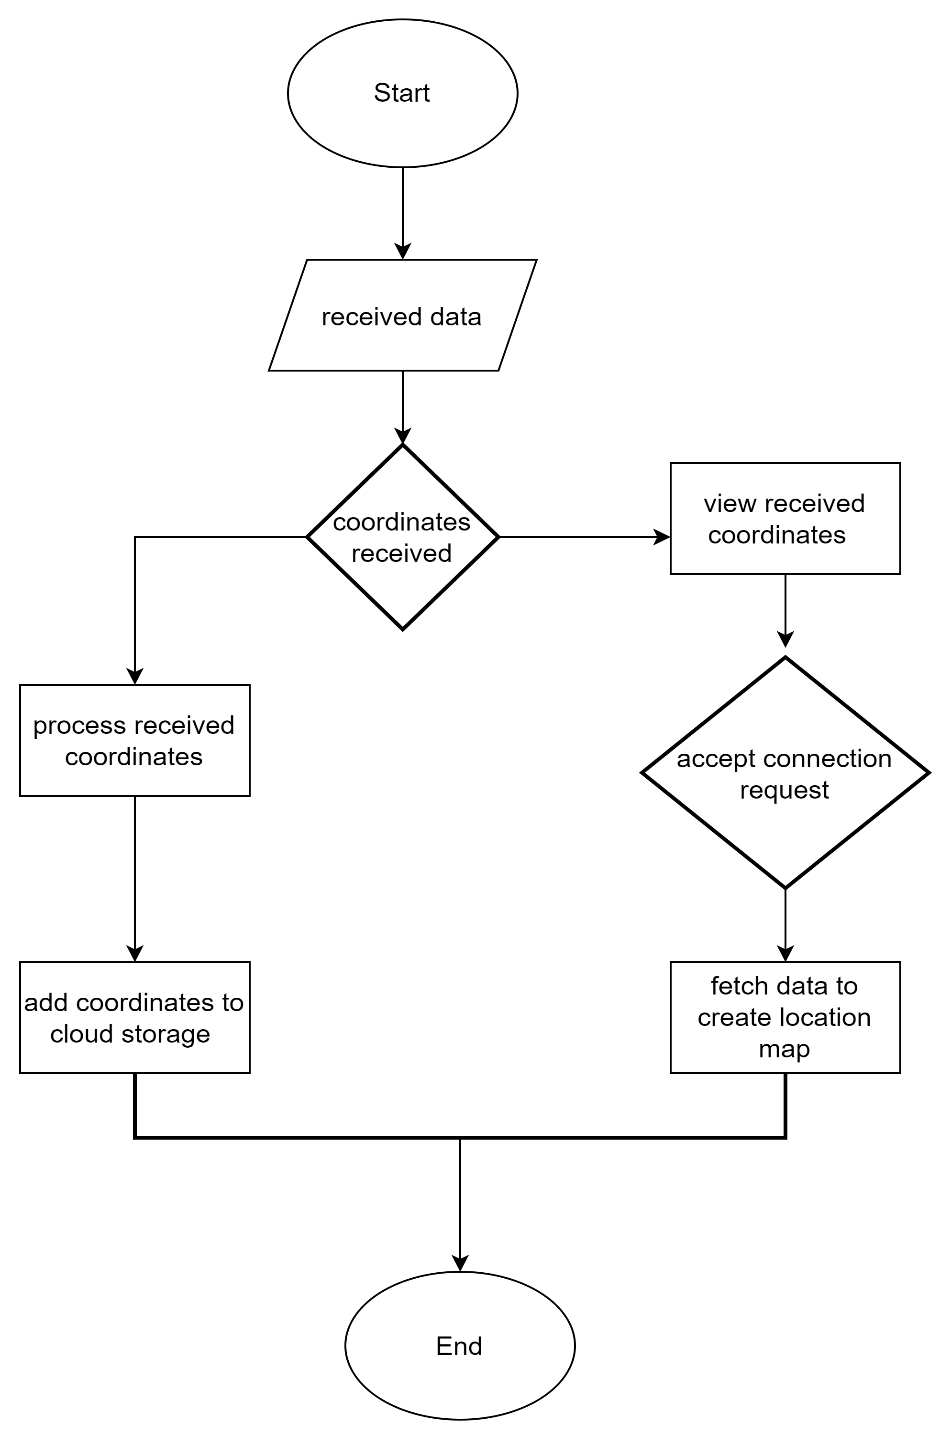 Start
received data
coordinates
received
view received
coordinates
process received
coordinates
accept connection
request
add coordinates to
cloud storage
fetch data to
create location
map
End